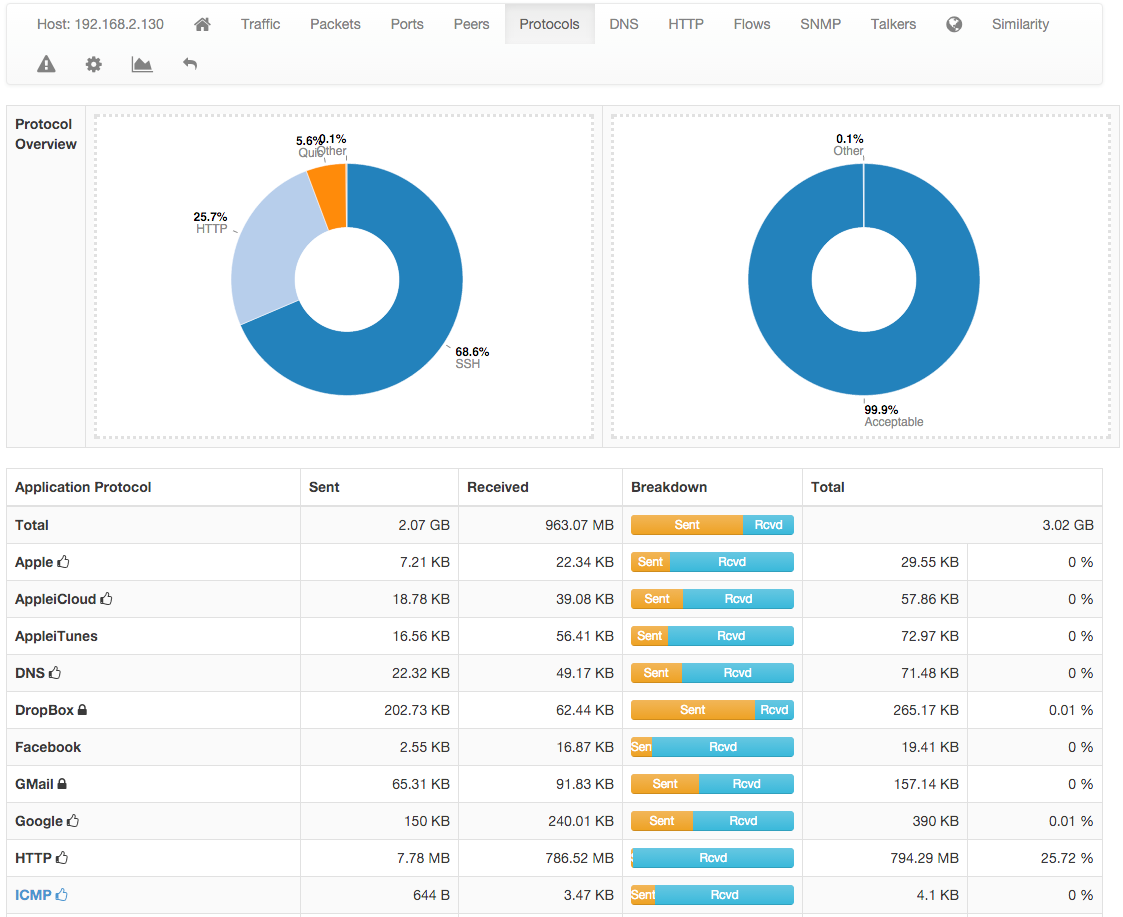 Host: 192.168.2.130 Traffic Packets Ports Peers Protocols DNS HTTP Flows SNMP Talkers Similarity
Protocol Overview
5.6% Quic
0.1% Other
25.7% HTTP
68.6% SSH
0.1% Other
99.9% Acceptable
Application Protocol Sent Received Breakdown Total
Total 2.07 GB 963.07 MB Sent Rcvd 3.02 GB
Apple 7.21 KB 22.34 KB Sent Rcvd 29.55 KB 0 %
AppleiCloud 18.78 KB 39.08 KB Sent Rcvd 57.86 KB 0 %
AppleiTunes 16.56 KB 56.41 KB Sent Rcvd 72.97 KB 0 %
DNS 22.32 KB 49.17 KB Sent Rcvd 71.48 KB 0 %
DropBox 202.73 KB 62.44 KB Sent Rcvd 265.17 KB 0.01 %
Facebook 2.55 KB 16.87 KB Sen Rcvd 19.41 KB 0 %
GMail 65.31 KB 91.83 KB Sent Rcvd 157.14 KB 0 %
Google 150 KB 240.01 KB Sent Rcvd 390 KB 0.01 %
HTTP 7.78 MB 786.52 MB Rcvd 794.29 MB 25.72 %
ICMP 644 B 3.47 KB Sent Rcvd 4.1 KB 0 %